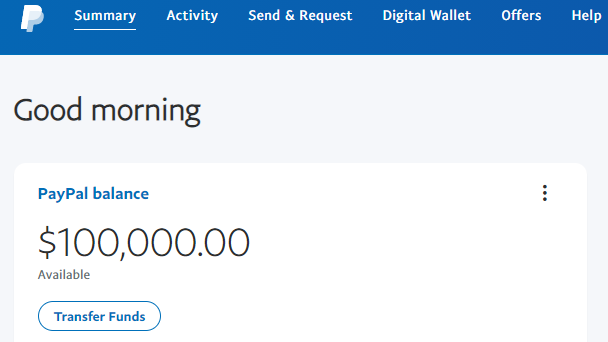 Summary Activity Send & Request Digital Wallet Offers Help
Good morning
PayPal balance
$100,000.00
Available
Transfer Funds